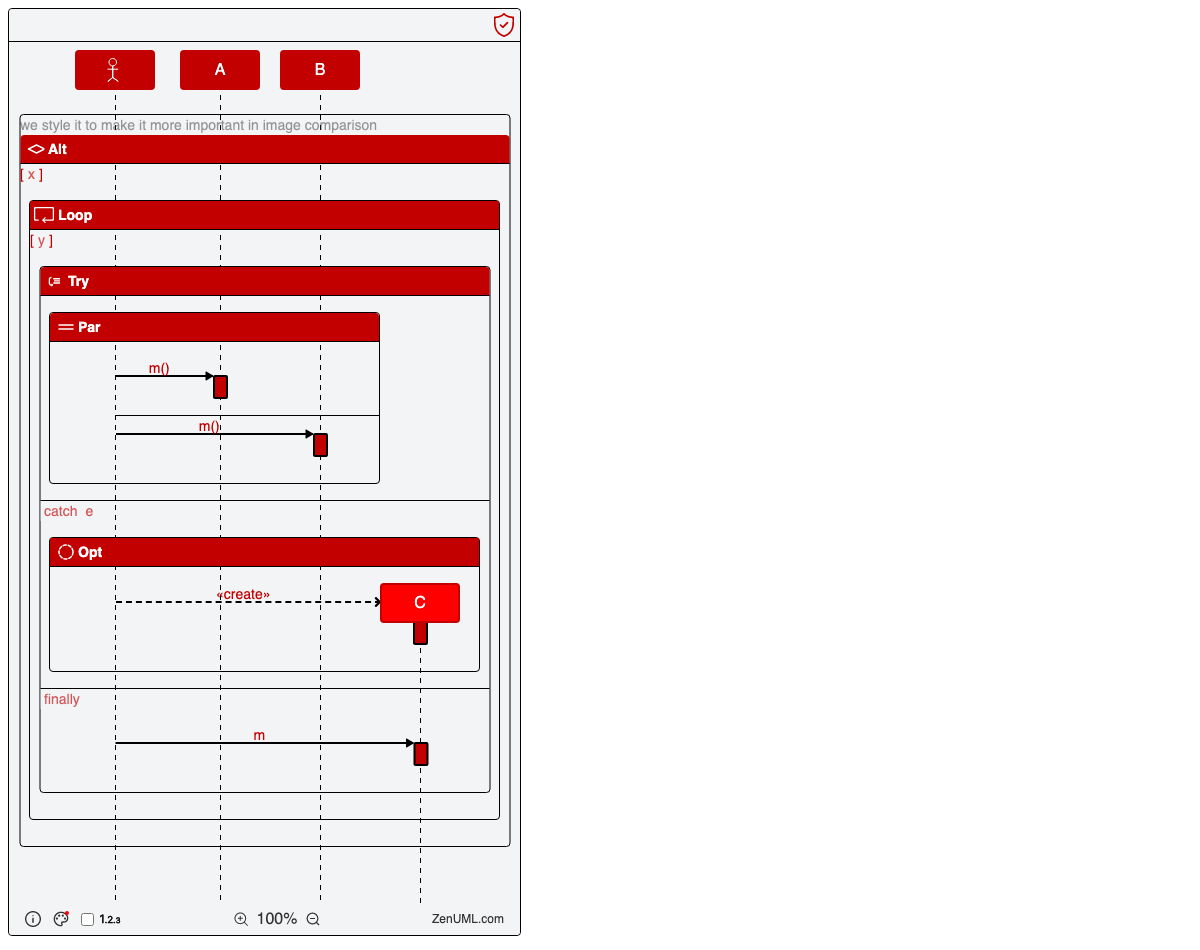 A
B
we style it to make it more important in image comparison
Alt
[ x ]
Loop
[ y ]
Try
Par
m()
m()
catch e
Opt
«create»
C
finally
m
1.2.3
100%
ZenUML.com